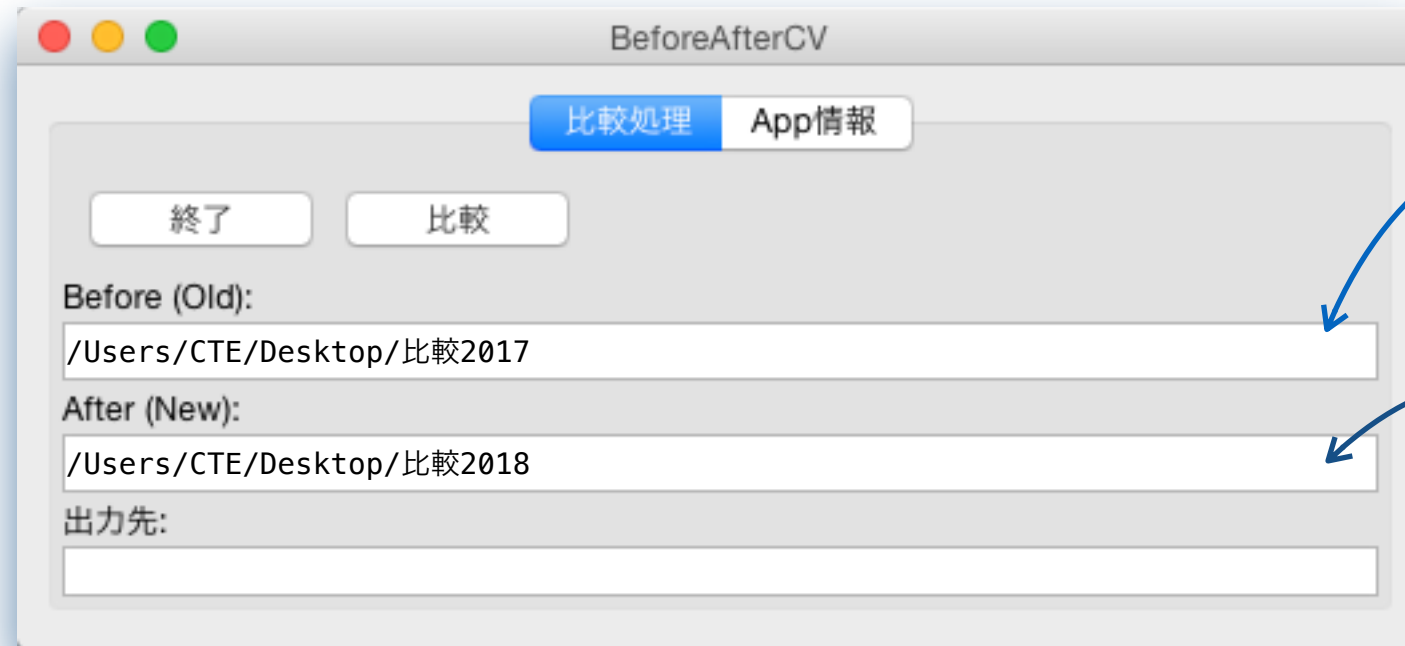 BeforeAfterCV
比較処理 App情報
終了 比較
Before (Old):
/Users/CTE/Desktop/比較2017
After (New):
/Users/CTE/Desktop/比較2018
出力先: